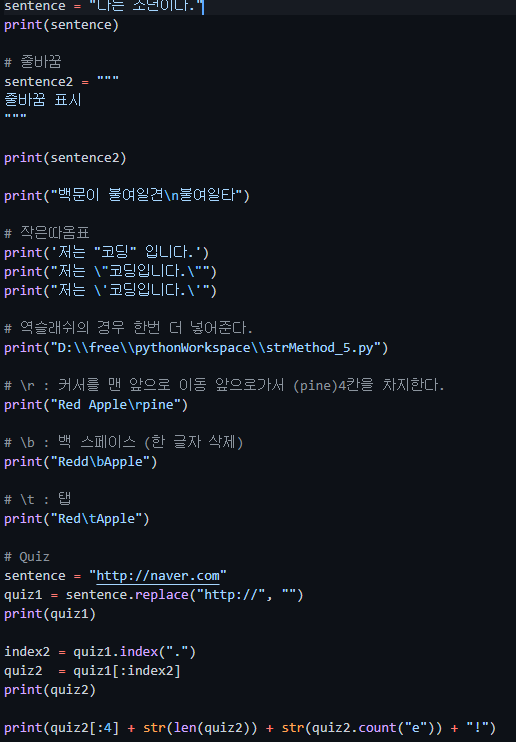 sentence = "나는 소년이다."
print(sentence)
# 줄바꿈
sentence2 = """
줄바꿈 표시
"""
print(sentence2)
print("백문이 불여일견\n불여일타")
# 작은따옴표
print('저는 "코딩" 입니다.')
print("저는 \"코딩입니다.\"")
print("저는 \'코딩입니다.\'")
# 역슬래쉬의 경우 한번 더 넣어준다.
print("D:\\free\\pythonWorkspace\\strMethod_5.py")
# \r : 커서를 맨 앞으로 이동 앞으로가서 (pine)4칸을 차지한다.
print("Red Apple\rpine")
# \b : 백 스페이스 (한 글자 삭제)
print("Redd\bApple")
# \t : 탭
print("Red\tApple")
# Quiz
sentence = "http://naver.com"
quiz1 = sentence.replace("http://", "")
print(quiz1)
index2 = quiz1.index(".")
quiz2  = quiz1[:index2]
print(quiz2)
print(quiz2[:4] + str(len(quiz2)) + str(quiz2.count("e")) + "!")